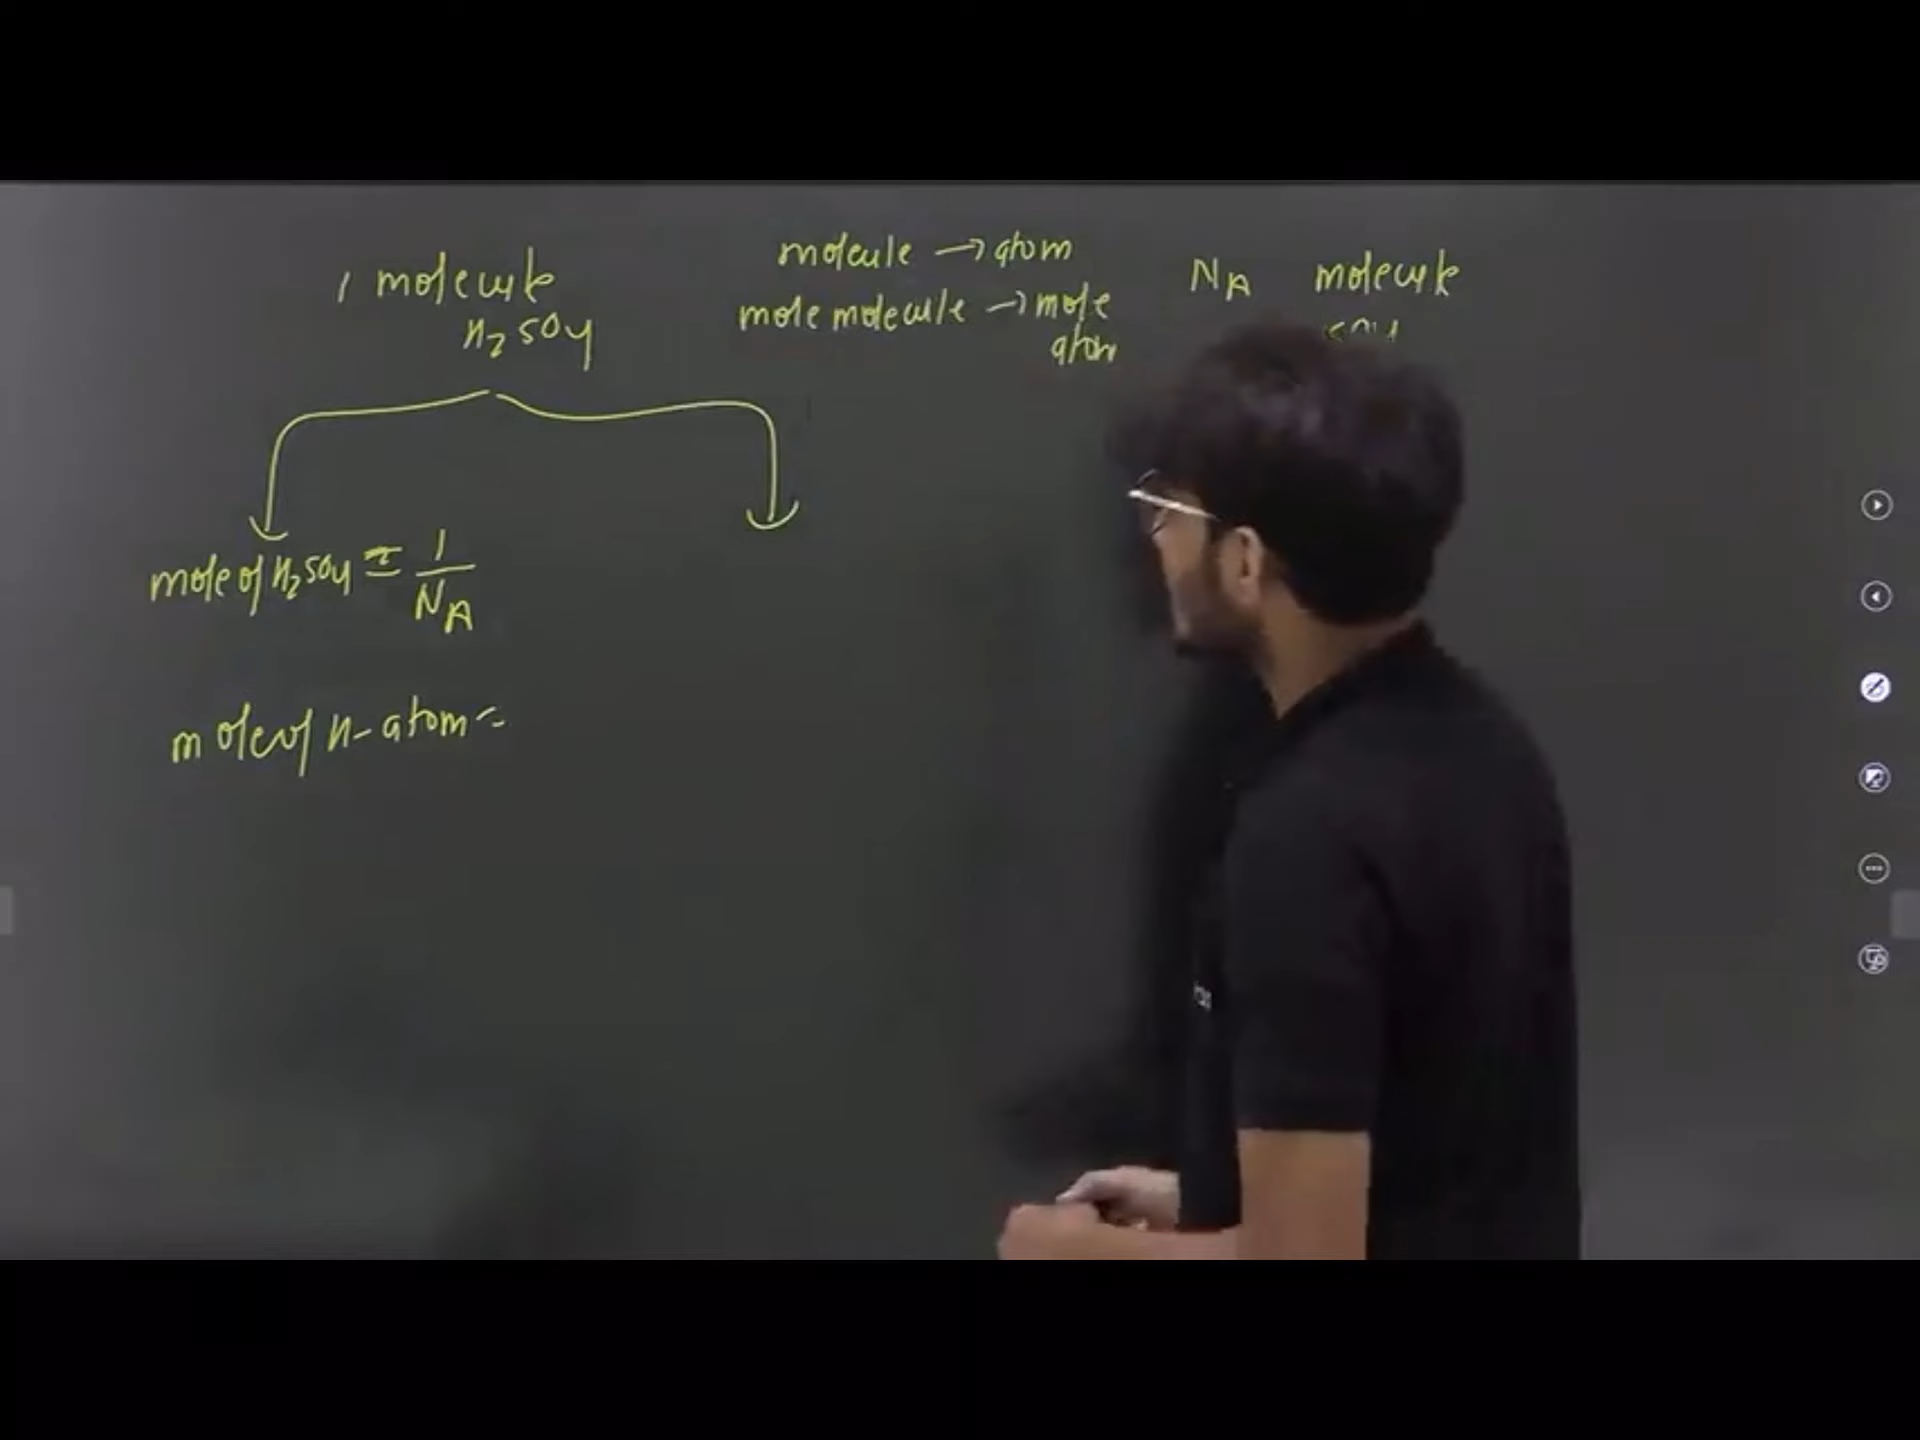 1 molecule
H2SO4
molecule → atom
mole molecule → mole
atom
NA molecule
mole of H2SO4 = 1/NA
mole of H-atom =